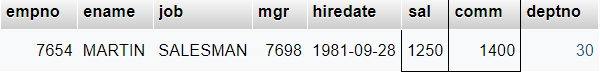 empno ename job mgr hiredate sal comm deptno
7654 MARTIN SALESMAN 7698 1981-09-28 1250 1400 30